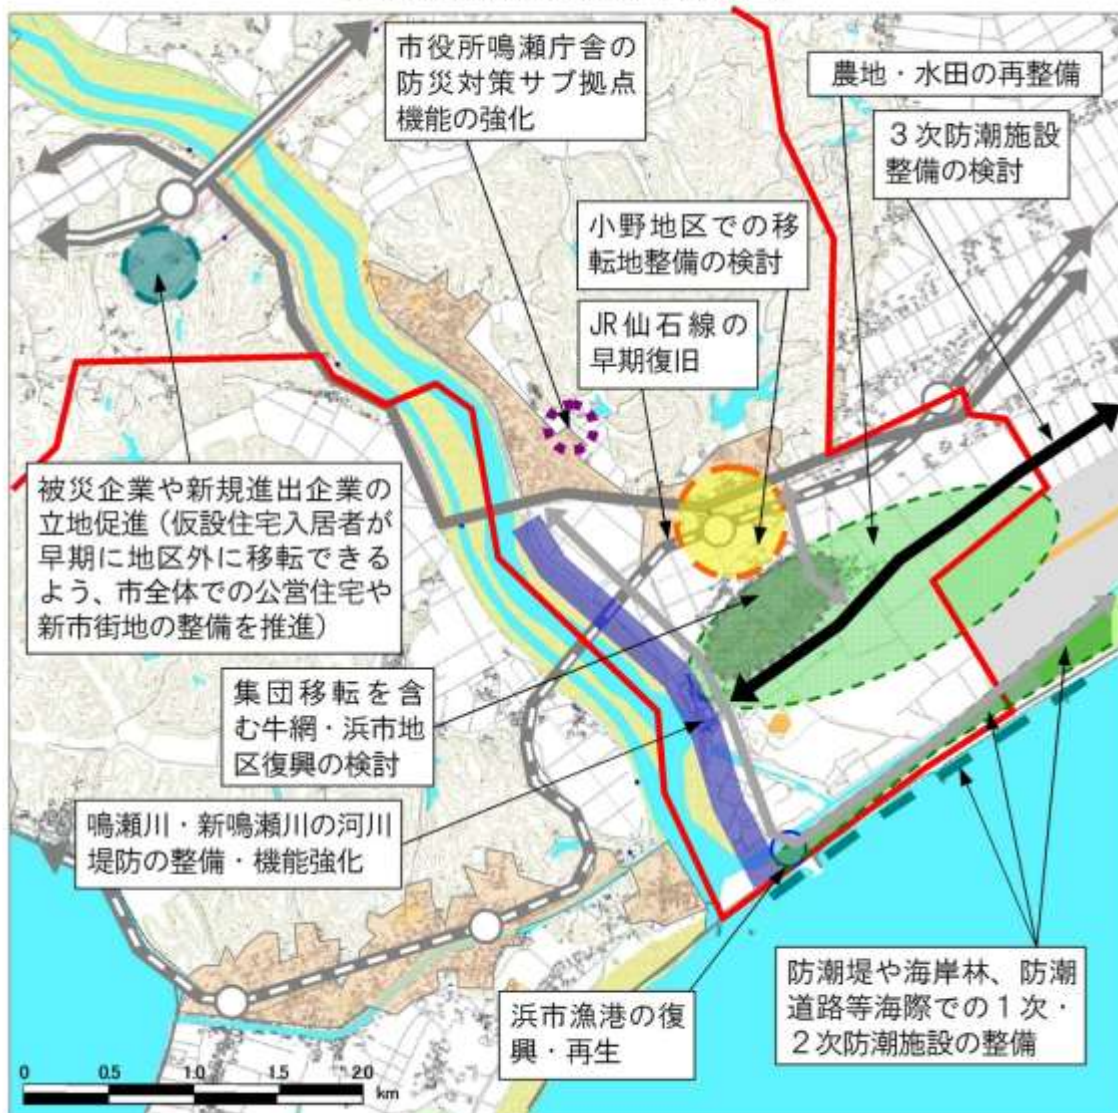 市役所鳴瀬庁舎の
防災対策サブ拠点
機能の強化
農地・水田の再整備
３次防潮施設
整備の検討
小野地区での移
転地整備の検討
JR仙石線の
早期復旧
被災企業や新規進出企業の
立地促進（仮設住宅入居者が
早期に地区外に移転できる
よう、市全体での公営住宅や
新市街地の整備を推進）
集団移転を含
む牛網・浜市地
区復興の検討
鳴瀬川・新鳴瀬川の河川
堤防の整備・機能強化
浜市漁港の復
興・再生
防潮堤や海岸林、防潮
道路等海際での１次・
２次防潮施設の整備
0 0.5 1.0 1.5 2.0
km